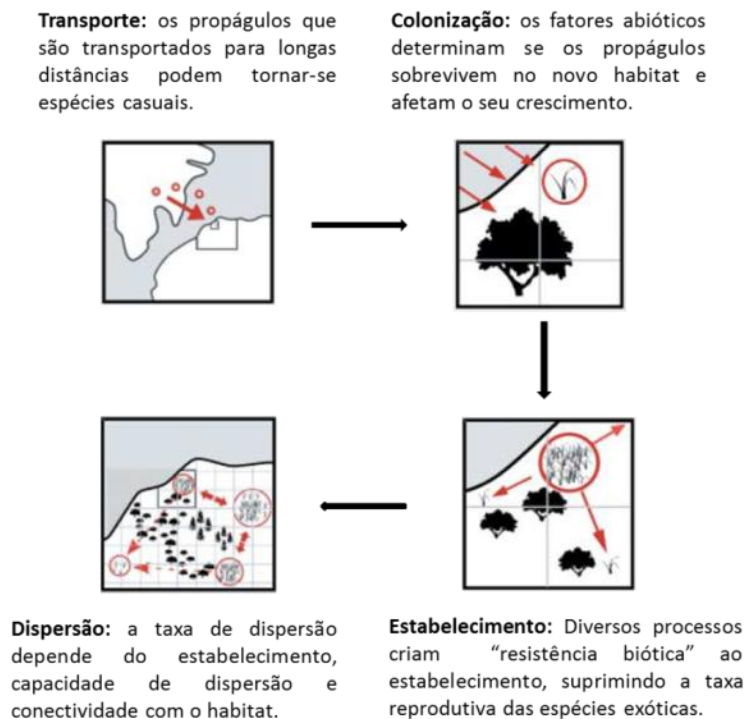 Transporte: os propágulos que
são transportados para longas
distâncias podem tornar-se
espécies casuais.
Colonização: os fatores abióticos
determinam se os propágulos
sobrevivem no novo habitat e
afetam o seu crescimento.
Dispersão: a taxa de dispersão
depende do estabelecimento,
capacidade de dispersão e
conectividade com o habitat.
Estabelecimento: Diversos processos
criam “resistência biótica” ao
estabelecimento, suprimindo a taxa
reprodutiva das espécies exóticas.